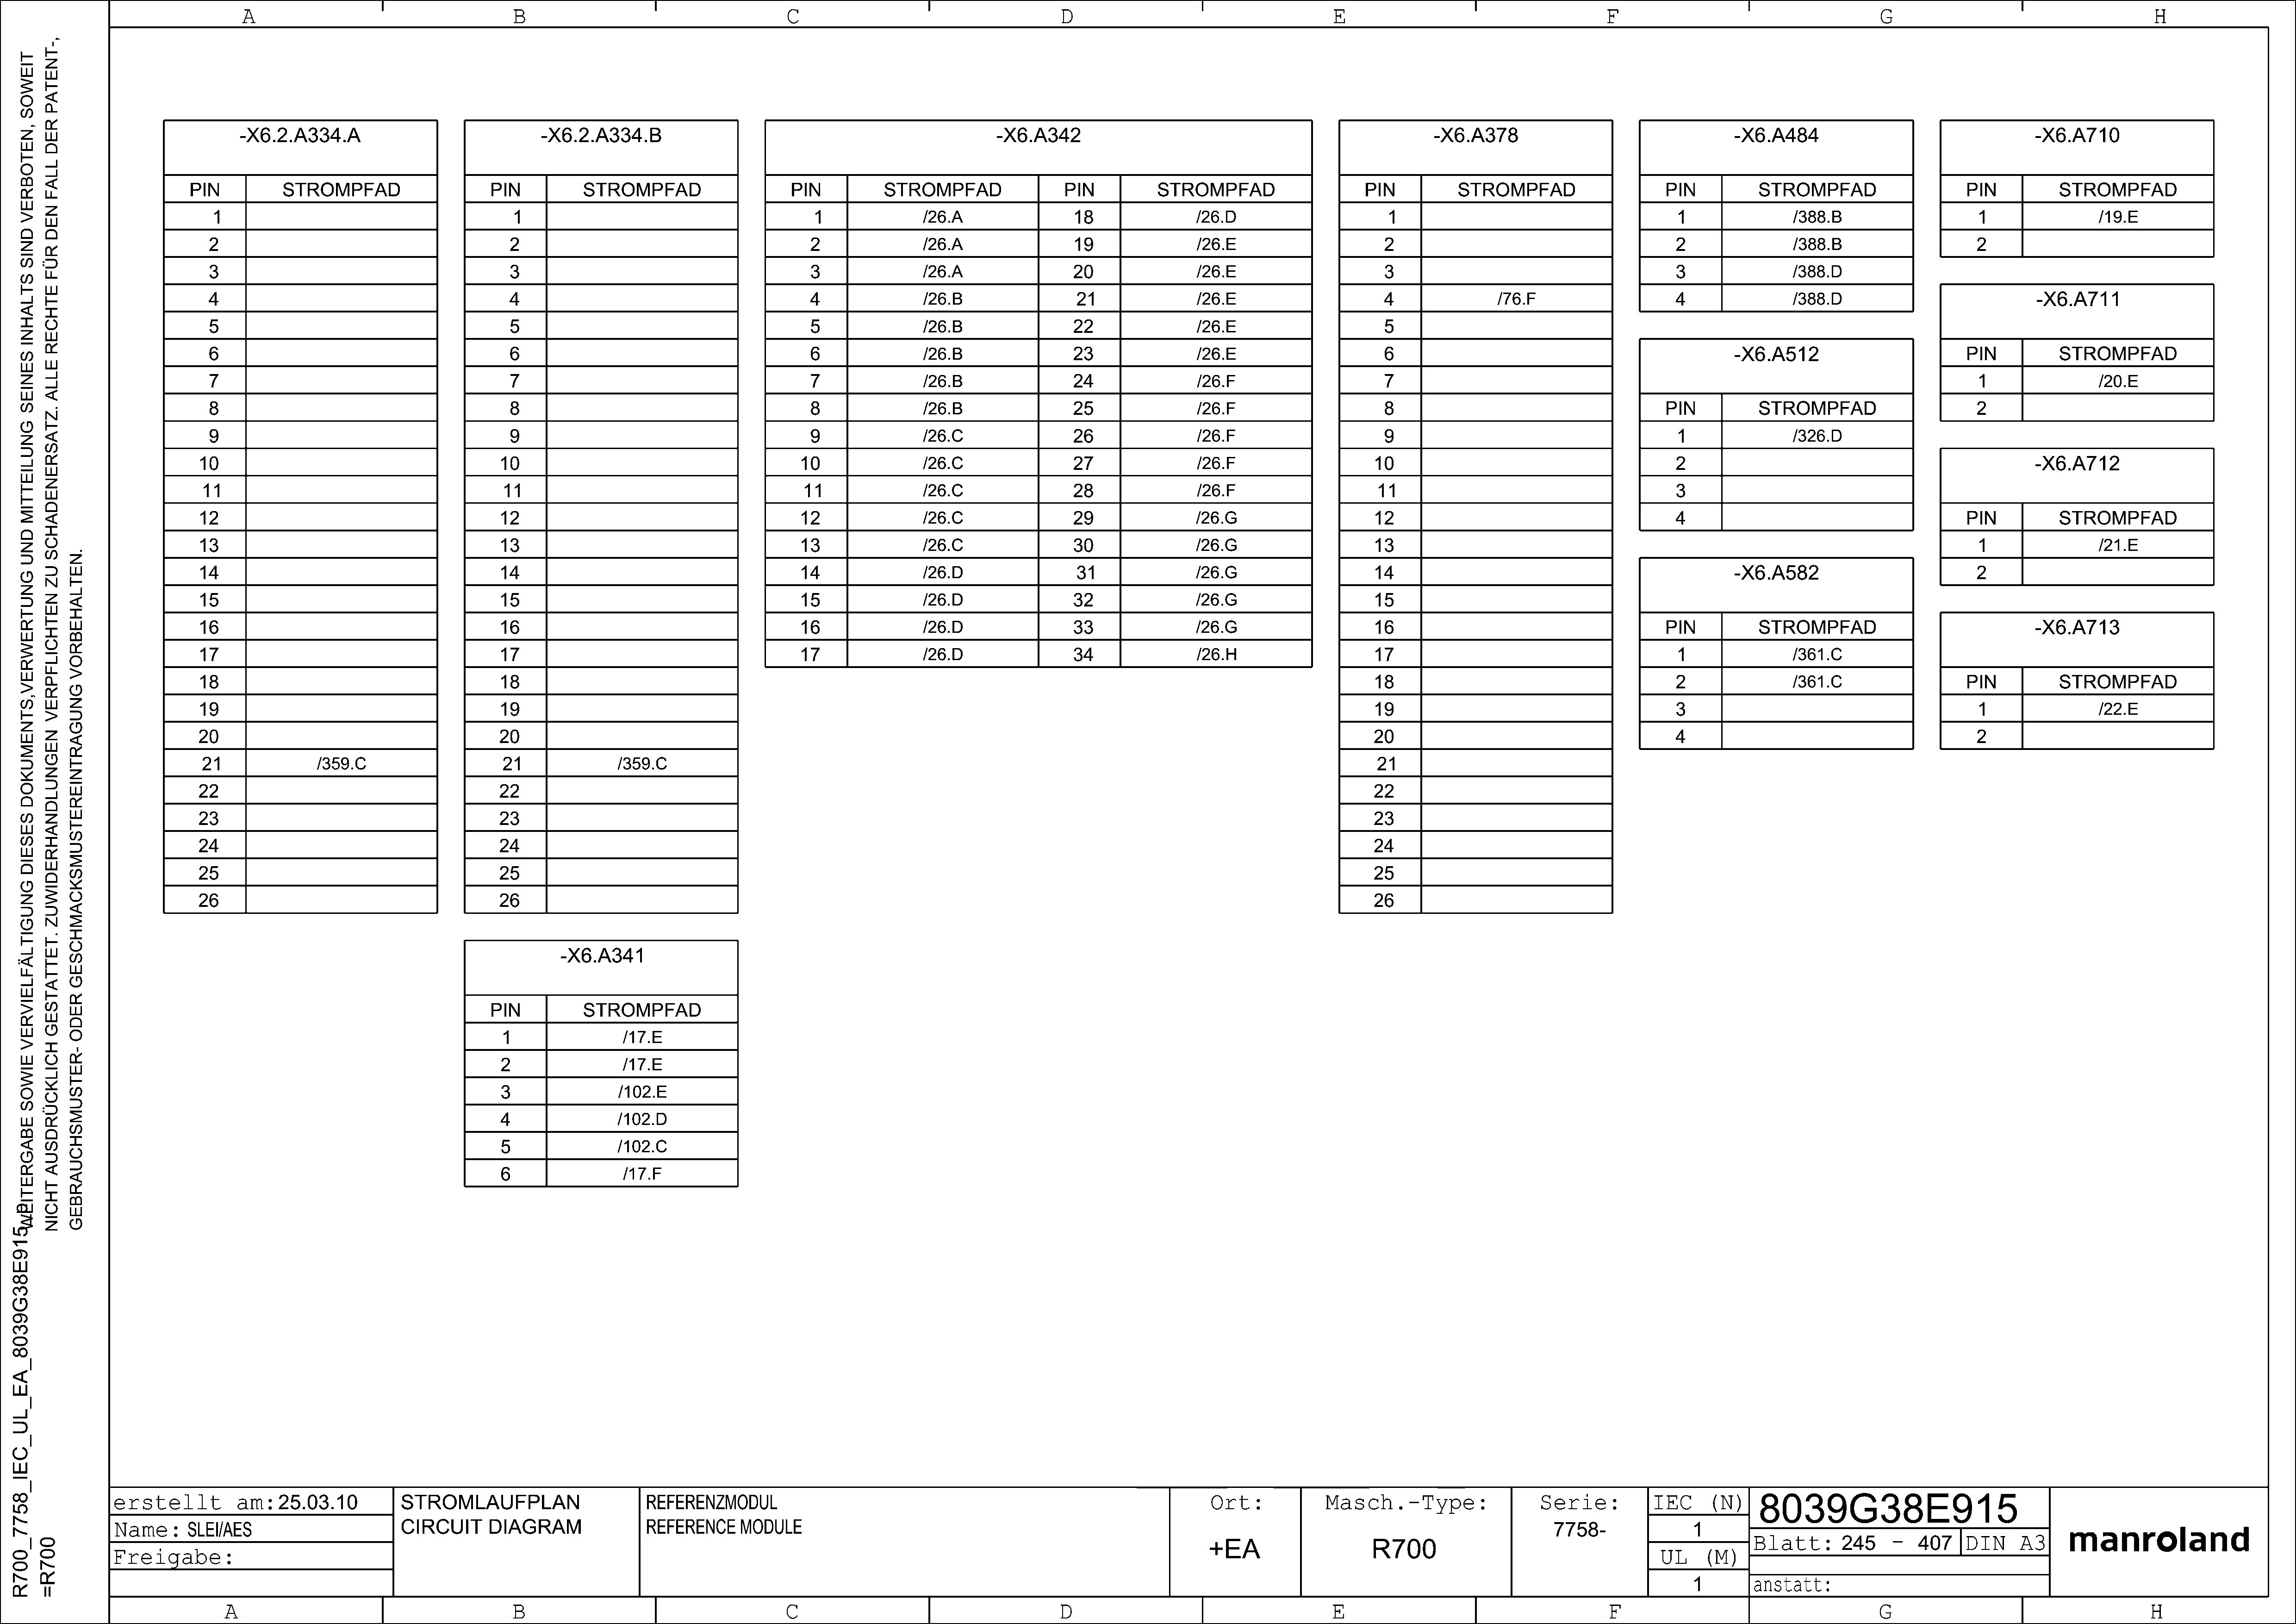 A B C D E F G H
WEITERGABE SOWIE VERVIELFÄLTIGUNG DIESES DOKUMENTS,VERWERTUNG UND MITTEILUNG SEINES INHALTS SIND VERBOTEN, SOWEIT
NICHT AUSDRÜCKLICH GESTATTET. ZUWIDERHANDLUNGEN VERPFLICHTEN ZU SCHADENERSATZ. ALLE RECHTE FÜR DEN FALL DER PATENT-,
GEBRAUCHSMUSTER- ODER GESCHMACKSMUSTEREINTRAGUNG VORBEHALTEN.
-X6.2.A334.A
PIN STROMPFAD
1
2
3
4
5
6
7
8
9
10
11
12
13
14
15
16
17
18
19
20
21 /359.C
22
23
24
25
26
-X6.2.A334.B
PIN STROMPFAD
1
2
3
4
5
6
7
8
9
10
11
12
13
14
15
16
17
18
19
20
21 /359.C
22
23
24
25
26
-X6.A341
PIN STROMPFAD
1 /17.E
2 /17.E
3 /102.E
4 /102.D
5 /102.C
6 /17.F
-X6.A342
PIN STROMPFAD PIN STROMPFAD
1 /26.A 18 /26.D
2 /26.A 19 /26.E
3 /26.A 20 /26.E
4 /26.B 21 /26.E
5 /26.B 22 /26.E
6 /26.B 23 /26.E
7 /26.B 24 /26.F
8 /26.B 25 /26.F
9 /26.C 26 /26.F
10 /26.C 27 /26.F
11 /26.C 28 /26.F
12 /26.C 29 /26.G
13 /26.C 30 /26.G
14 /26.D 31 /26.G
15 /26.D 32 /26.G
16 /26.D 33 /26.G
17 /26.D 34 /26.H
-X6.A378
PIN STROMPFAD
1
2
3
4 /76.F
5
6
7
8
9
10
11
12
13
14
15
16
17
18
19
20
21
22
23
24
25
26
-X6.A484
PIN STROMPFAD
1 /388.B
2 /388.B
3 /388.D
4 /388.D
-X6.A512
PIN STROMPFAD
1 /326.D
2
3
4
-X6.A582
PIN STROMPFAD
1 /361.C
2 /361.C
3
4
-X6.A710
PIN STROMPFAD
1 /19.E
2
-X6.A711
PIN STROMPFAD
1 /20.E
2
-X6.A712
PIN STROMPFAD
1 /21.E
2
-X6.A713
PIN STROMPFAD
1 /22.E
2
R700_7758_IEC_UL_EA_8039G38E915_0
=R700
erstellt am: 25.03.10
Name: SLEI/AES
Freigabe:
STROMLAUFPLAN
CIRCUIT DIAGRAM
REFERENZMODUL
REFERENCE MODULE
Ort:
+EA
Masch.-Type:
R700
Serie:
7758-
IEC (N)
1
UL (M)
1
8039G38E915
Blatt: 245 - 407 DIN A3
anstatt:
manroland
A B C D E F G H